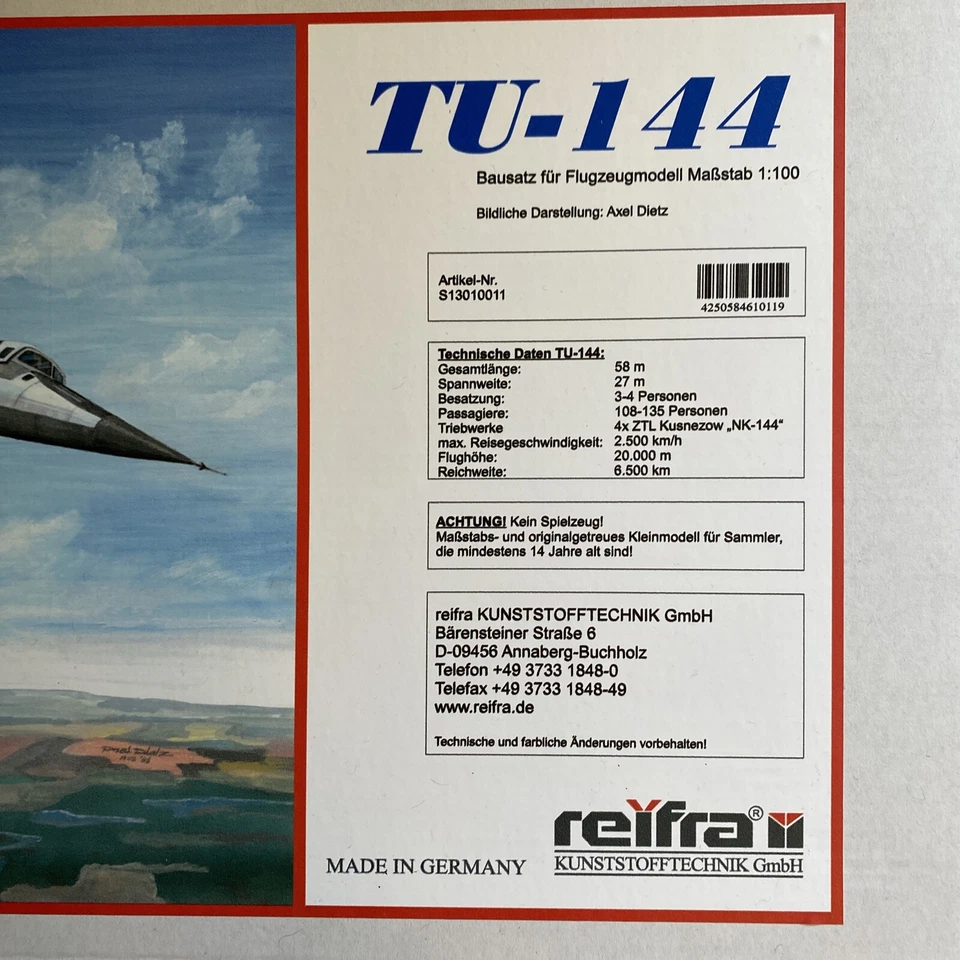 TU-144
Bausatz für Flugzeugmodell Maßstab 1:100
Bildliche Darstellung: Axel Dietz
Artikel-Nr.
S13010011
4250584610119
Technische Daten TU-144:
Gesamtlänge: 58 m
Spannweite: 27 m
Besatzung: 3-4 Personen
Passagiere: 108-135 Personen
Triebwerke 4x ZTL Kusnezow „NK-144“
max. Reisegeschwindigkeit: 2.500 km/h
Flughöhe: 20.000 m
Reichweite: 6.500 km
ACHTUNG! Kein Spielzeug!
Maßstabs- und originalgetreues Kleinmodell für Sammler,
die mindestens 14 Jahre alt sind!
reifra KUNSTSTOFFTECHNIK GmbH
Bärensteiner Straße 6
D-09456 Annaberg-Buchholz
Telefon +49 3733 1848-0
Telefax +49 3733 1848-49
www.reifra.de
Technische und farbliche Änderungen vorbehalten!
Axel Dietz
MADE IN GERMANY
reifra®
KUNSTSTOFFTECHNIK GmbH